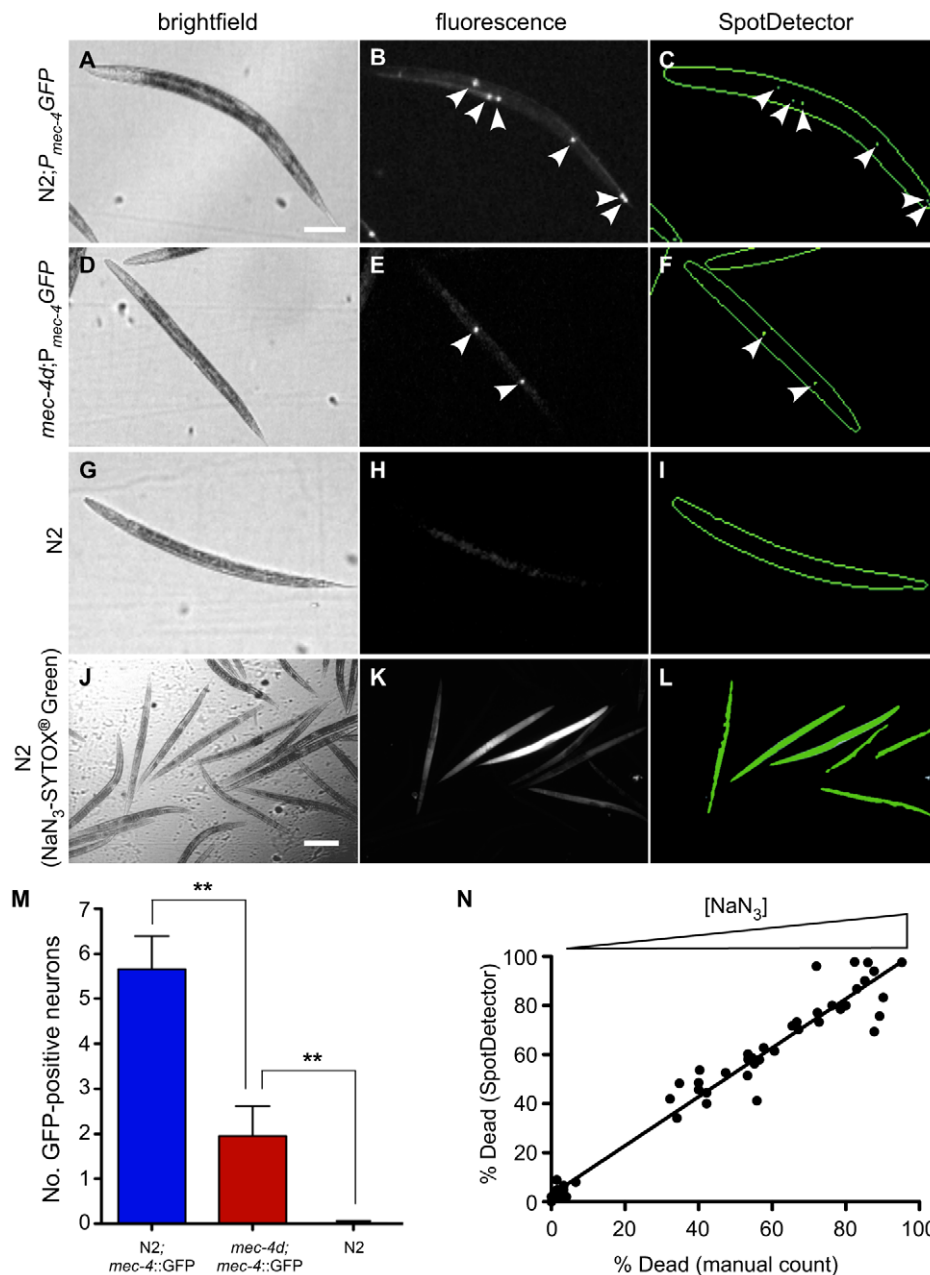 brightfield fluorescence SpotDetector
N2;Pmec-4GFP
A B C
mec-4d;Pmec-4GFP
D E F
N2
G H I
N2
(NaN3-SYTOX® Green)
J K L
M
**
**
No. GFP-positive neurons
7
6
5
4
3
2
1
0
N2;
mec-4::GFP
mec-4d;
mec-4::GFP
N2
N
[NaN3]
% Dead (SpotDetector)
100
80
60
40
20
0
0 20 40 60 80 100
% Dead (manual count)